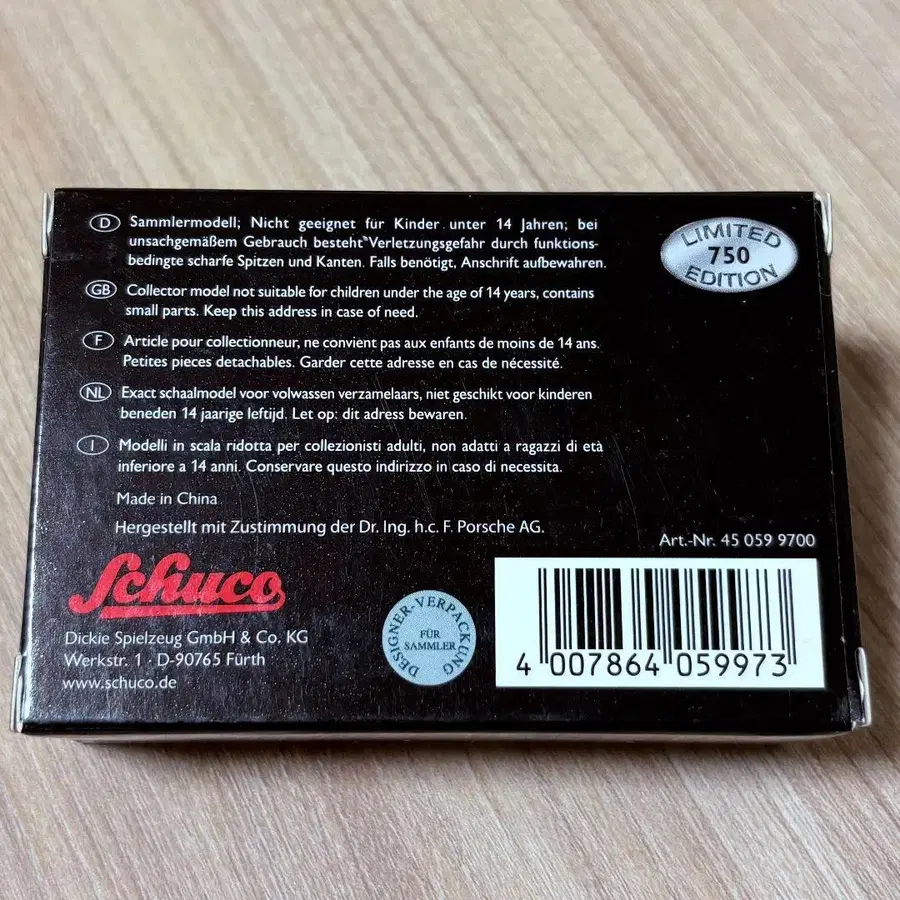 D Sammlermodell; Nicht geeignet für Kinder unter 14 Jahren; bei
unsachgemäßem Gebrauch besteht Verletzungsgefahr durch funktions-
bedingte scharfe Spitzen und Kanten. Falls benötigt, Anschrift aufbewahren.
GB Collector model not suitable for children under the age of 14 years, contains
small parts. Keep this address in case of need.
F Article pour collectionneur, ne convient pas aux enfants de moins de 14 ans.
Petites pieces detachables. Garder cette adresse en cas de nécessité.
NL Exact schaalmodel voor volwassen verzamelaars, niet geschikt voor kinderen
beneden 14 jaarige leftijd. Let op: dit adress bewaren.
I Modelli in scala ridotta per collezionisti adulti, non adatti a ragazzi di età
inferiore a 14 anni. Conservare questo indirizzo in caso di necessita.
Made in China
Hergestellt mit Zustimmung der Dr. Ing. h.c. F. Porsche AG.
LIMITED
750
EDITION
Schuco
Dickie Spielzeug GmbH & Co. KG
Werkstr. 1 · D-90765 Fürth
www.schuco.de
DESIGNER-VERPACKUNG
FÜR
SAMMLER
Art.-Nr. 45 059 9700
4 007864 059973